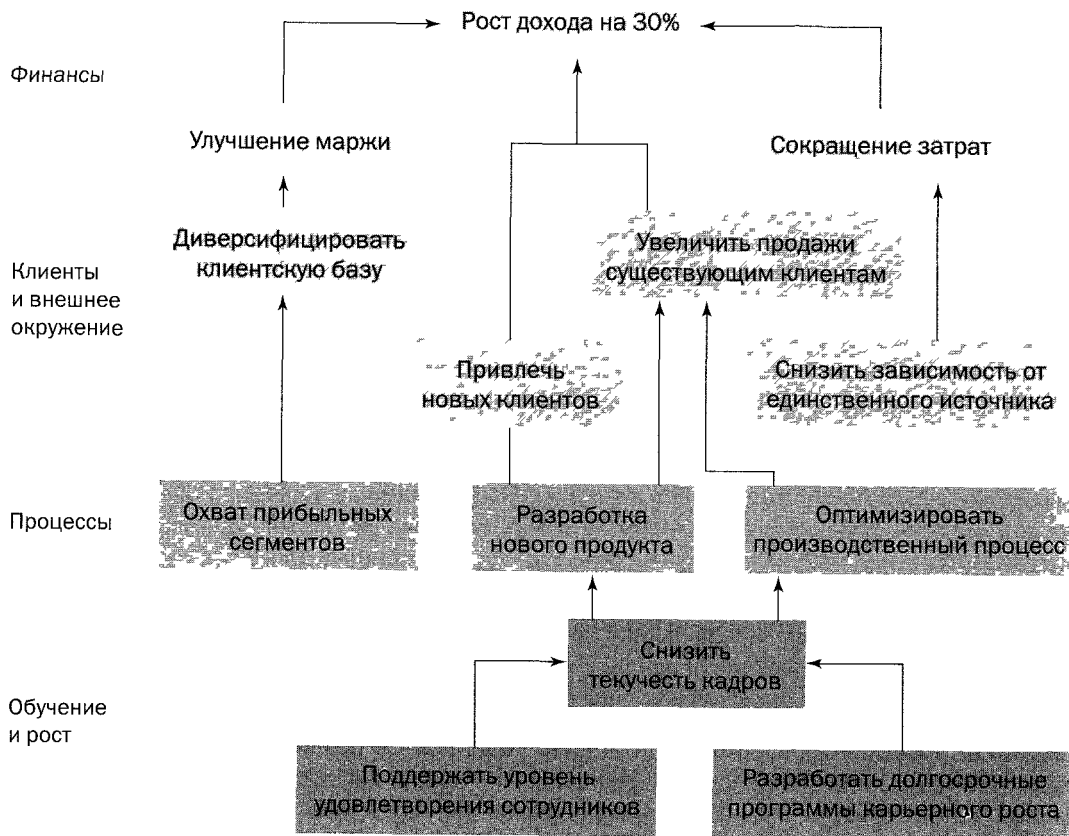 Рост дохода на 30%
Финансы
Улучшение маржи
Сокращение затрат
Диверсифицировать
клиентскую базу
Увеличить продажи
существующим клиентам
Клиенты
и внешнее
окружение
Привлечь
новых клиентов
Снизить зависимость от
единственного источника
Процессы
Охват прибыльных
сегментов
Разработка
нового продукта
Оптимизировать
производственный процесс
Снизить
текучесть кадров
Обучение
и рост
Поддержать уровень
удовлетворения сотрудников
Разработать долгосрочные
программы карьерного роста